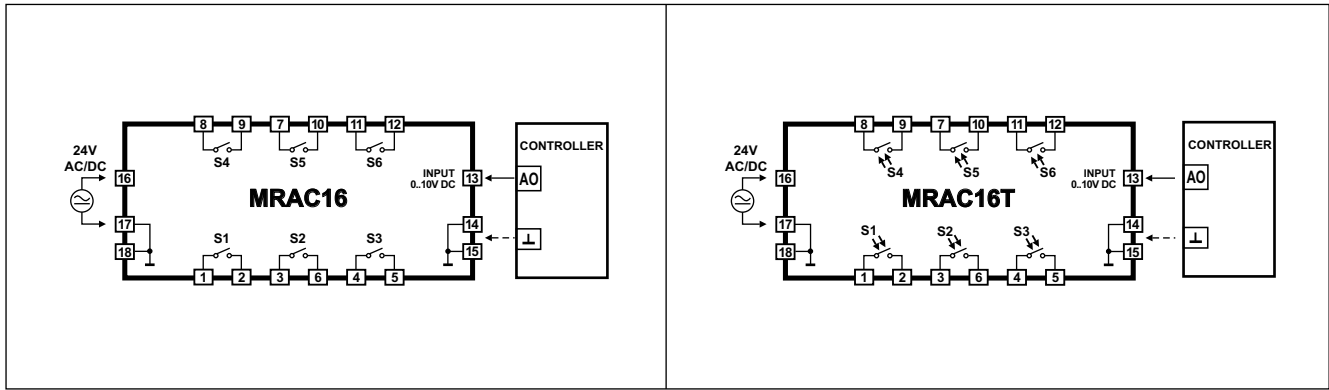 8 9 7 10 11 12
S4 S5 S6
24V
AC/DC
16
17
18
MRAC16
INPUT
0..10V DC
13
14
15
S1 S2 S3
1 2 3 6 4 5
CONTROLLER
AO
⊥
8 9 7 10 11 12
S4 S5 S6
24V
AC/DC
16
17
18
MRAC16T
INPUT
0..10V DC
13
14
15
S1 S2 S3
1 2 3 6 4 5
CONTROLLER
AO
⊥